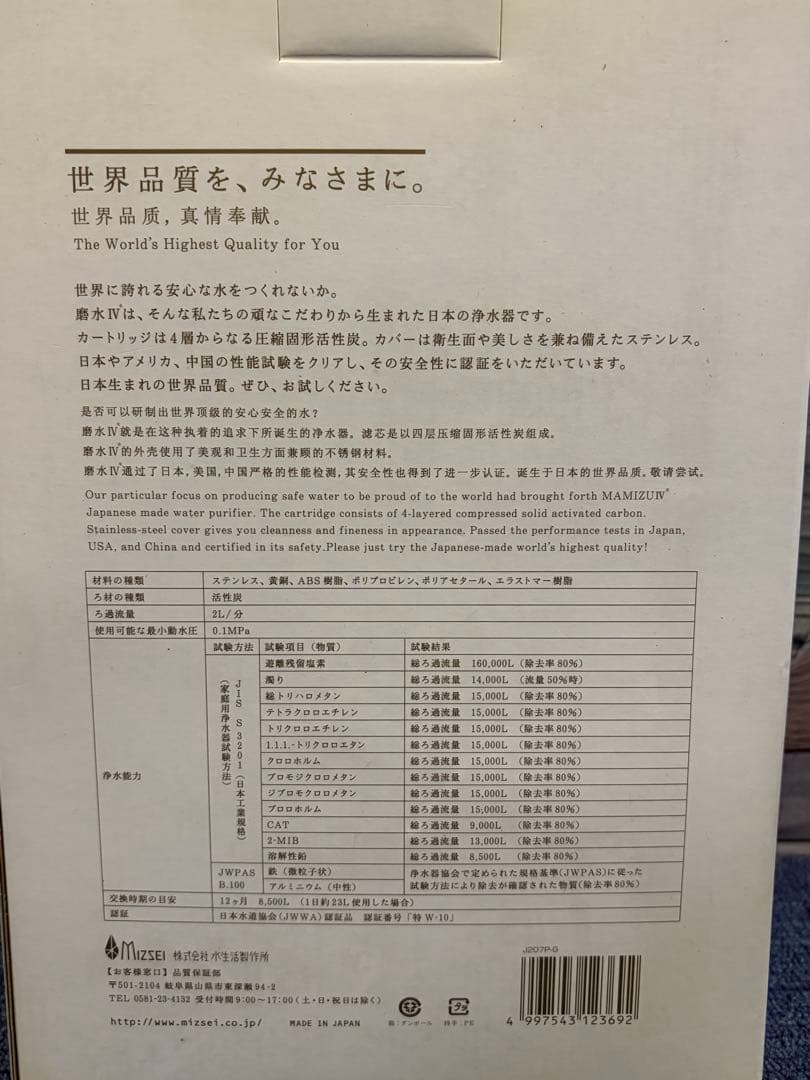 世界品質を、みなさまに。
世界品质，真情奉献。
The World's Highest Quality for You
世界に誇れる安心な水をつくれないか。
磨水Ⅳ®は、そんな私たちの頑なこだわりから生まれた日本の浄水器です。
カートリッジは4層からなる圧縮固形活性炭。カバーは衛生面や美しさを兼ね備えたステンレス。
日本やアメリカ、中国の性能試験をクリアし、その安全性に認証をいただいています。
日本生まれの世界品質。ぜひ、お試しください。
是否可以研制出世界顶级的安心安全的水？
磨水Ⅳ®就是在这种执着的追求下所诞生的净水器。滤芯是以四层压缩固形活性炭组成。
磨水Ⅳ®的外壳使用了美观和卫生方面兼顾的不锈钢材料。
磨水Ⅳ®通过了日本，美国，中国严格的性能检测，其安全性也得到了进一步认证。诞生于日本的世界品质。敬请尝试。
Our particular focus on producing safe water to be proud of to the world had brought forth MAMIZUⅣ®
Japanese made water purifier. The cartridge consists of 4-layered compressed solid activated carbon.
Stainless-steel cover gives you cleanness and fineness in appearance. Passed the performance tests in Japan,
USA, and China and certified in its safety.Please just try the Japanese-made world's highest quality!
材料の種類 ステンレス、黄銅、ABS樹脂、ポリプロピレン、ポリアセタール、エラストマー樹脂
ろ材の種類 活性炭
ろ過流量 2L/分
使用可能な最小動水圧 0.1MPa
浄水能力 試験方法 試験項目（物質） 試験結果
JIS S 3201（日本工業規格）
（家庭用浄水器試験方法）
遊離残留塩素 総ろ過流量 160,000L（除去率80%）
濁り 総ろ過流量 14,000L（流量50%時）
総トリハロメタン 総ろ過流量 15,000L（除去率80%）
テトラクロロエチレン 総ろ過流量 15,000L（除去率80%）
トリクロロエチレン 総ろ過流量 15,000L（除去率80%）
1.1.1.-トリクロロエタン 総ろ過流量 15,000L（除去率80%）
クロロホルム 総ろ過流量 15,000L（除去率80%）
ブロモジクロロメタン 総ろ過流量 15,000L（除去率80%）
ジブロモクロロメタン 総ろ過流量 15,000L（除去率80%）
ブロロホルム 総ろ過流量 15,000L（除去率80%）
CAT 総ろ過流量 9,000L（除去率80%）
2-MIB 総ろ過流量 13,000L（除去率80%）
溶解性鉛 総ろ過流量 8,500L（除去率80%）
JWPAS 鉄（微粒子状） 浄水器協会で定められた規格基準(JWPAS)に従った
B.100 アルミニウム（中性） 試験方法により除去が確認された物質(除去率80%)
交換時期の目安 12ヶ月 8,500L （1日約23L使用した場合）
認証 日本水道協会(JWWA)認証品 認証番号「特W-10」
MIZSEI 株式会社水生活製作所
【お客様窓口】品質保証部
〒501-2104 岐阜県山県市東深瀬94-2
TEL 0581-23-4132 受付時間9:00〜17:00（土・日・祝日は除く）
http://www.mizsei.co.jp/ MADE IN JAPAN
紙
箱：ダンボール
プラ
持手：PE
J207P-G
4 997543 123692